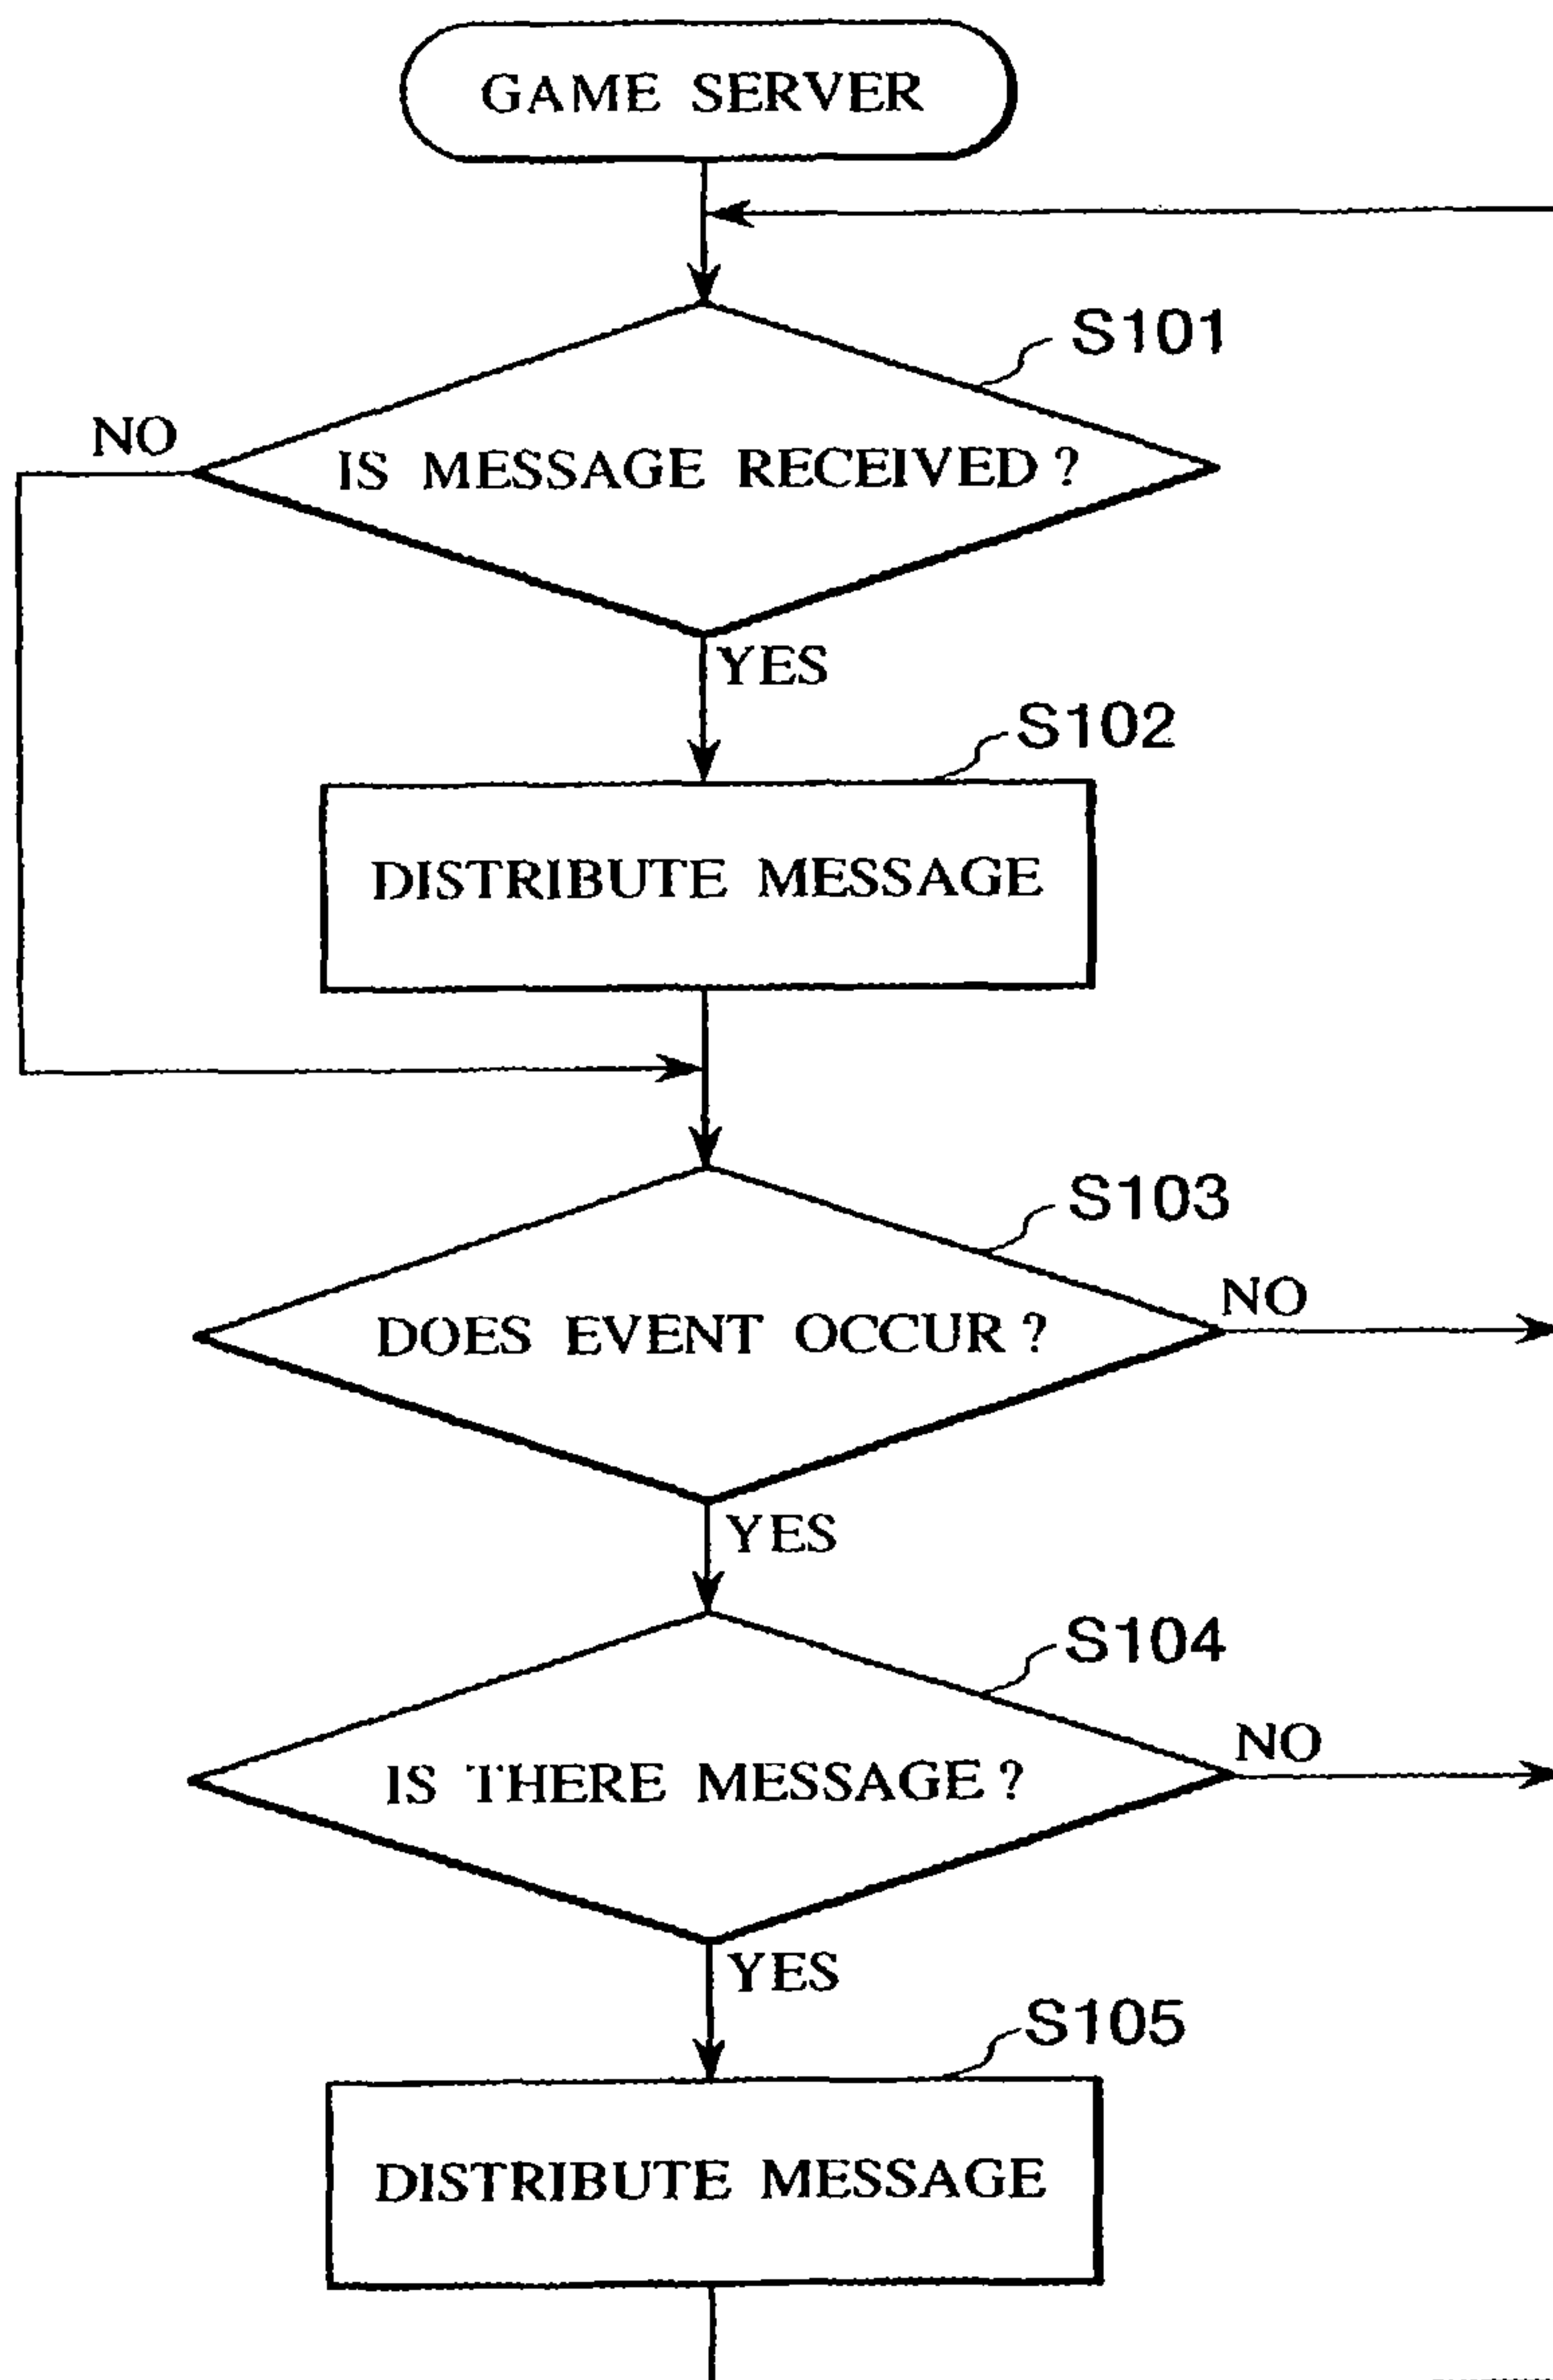 GAME SERVER
S101
NO
IS MESSAGE RECEIVED ?
YES
S102
DISTRIBUTE MESSAGE
S103
NO
DOES EVENT OCCUR ?
YES
S104
NO
IS THERE MESSAGE ?
YES
S105
DISTRIBUTE MESSAGE